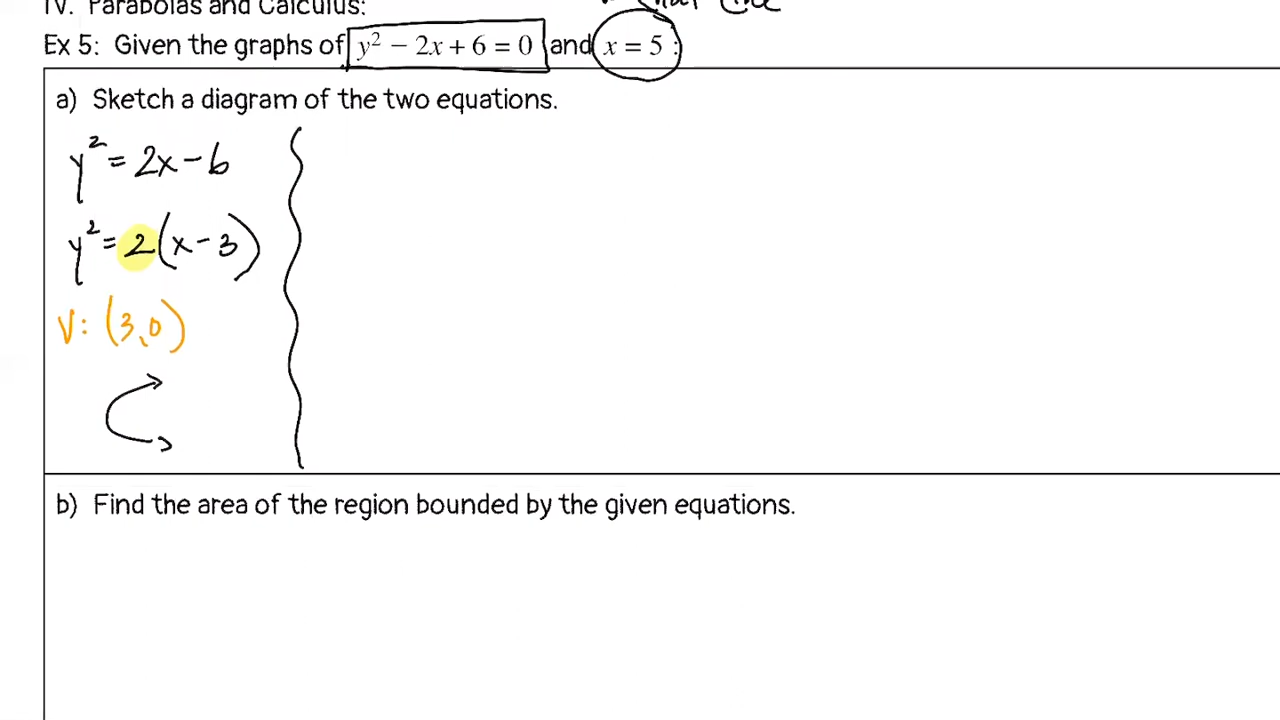 IV. Parabolas and Calculus:
Ex 5: Given the graphs of y² − 2x + 6 = 0 and x = 5 :
a) Sketch a diagram of the two equations.
y² = 2x − 6
y² = 2(x − 3)
V: (3,0)
b) Find the area of the region bounded by the given equations.